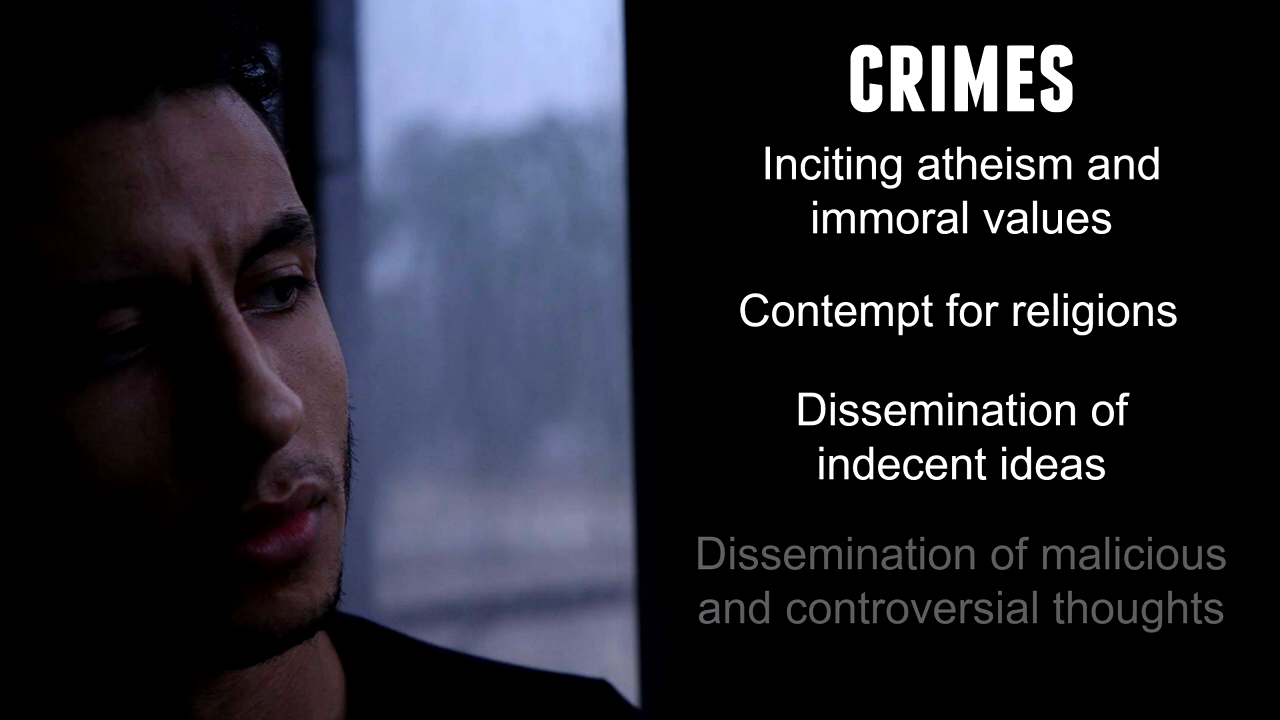 CRIMES
Inciting atheism and
immoral values
Contempt for religions
Dissemination of
indecent ideas
Dissemination of malicious
and controversial thoughts